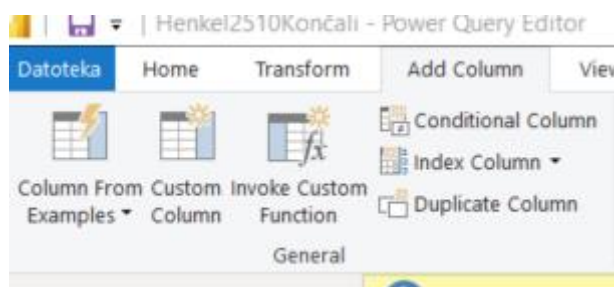 Henkel2510Končali - Power Query Editor
Datoteka Home Transform Add Column View
Column From Examples
Custom Column
Invoke Custom Function
Conditional Column
Index Column
Duplicate Column
General